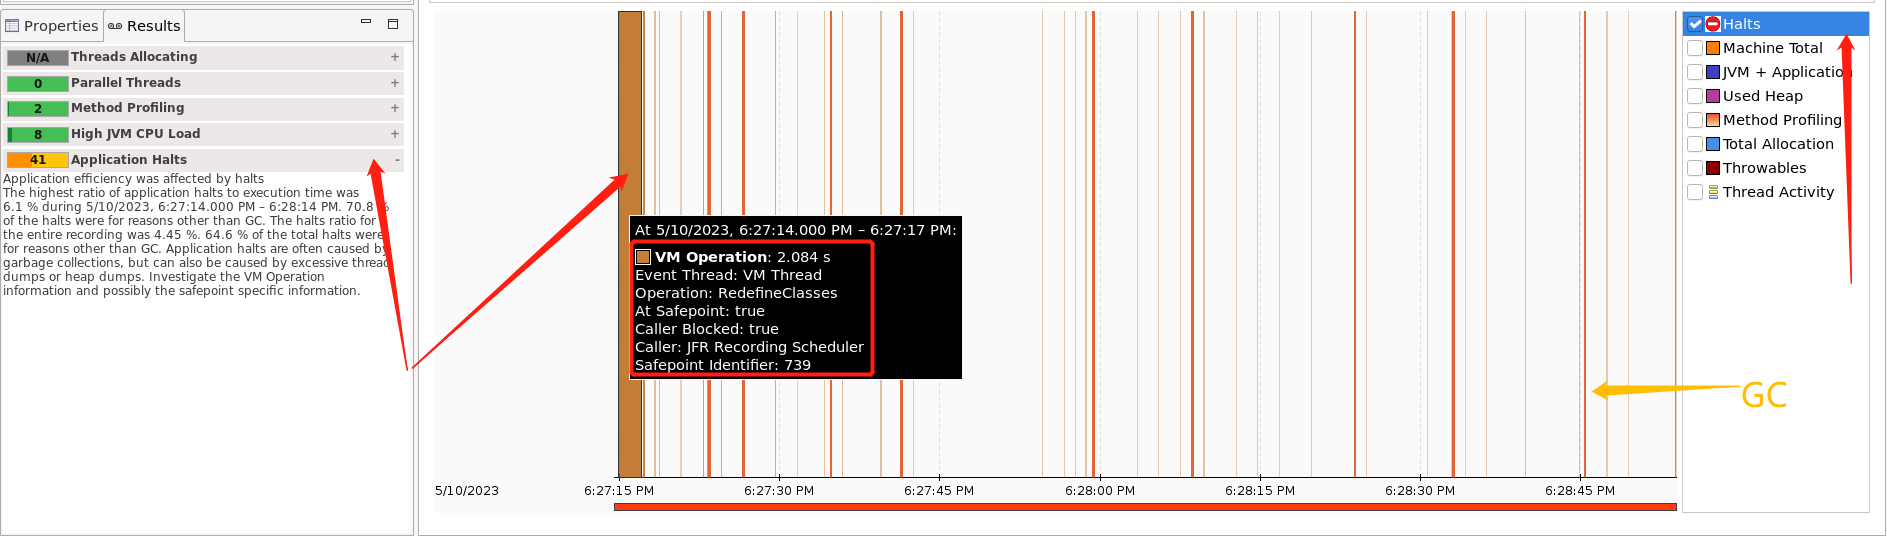 Properties
Results
N/A Threads Allocating +
0 Parallel Threads +
2 Method Profiling +
8 High JVM CPU Load +
41 Application Halts -
Application efficiency was affected by halts
The highest ratio of application halts to execution time was
6.1 % during 5/10/2023, 6:27:14.000 PM – 6:28:14 PM. 70.8 %
of the halts were for reasons other than GC. The halts ratio for
the entire recording was 4.45 %. 64.6 % of the total halts were
for reasons other than GC. Application halts are often caused by
garbage collections, but can also be caused by excessive thread
dumps or heap dumps. Investigate the VM Operation
information and possibly the safepoint specific information.
At 5/10/2023, 6:27:14.000 PM – 6:27:17 PM:
VM Operation: 2.084 s
Event Thread: VM Thread
Operation: RedefineClasses
At Safepoint: true
Caller Blocked: true
Caller: JFR Recording Scheduler
Safepoint Identifier: 739
GC
5/10/2023 6:27:15 PM 6:27:30 PM 6:27:45 PM 6:28:00 PM 6:28:15 PM 6:28:30 PM 6:28:45 PM
Halts
Machine Total
JVM + Application
Used Heap
Method Profiling
Total Allocation
Throwables
Thread Activity